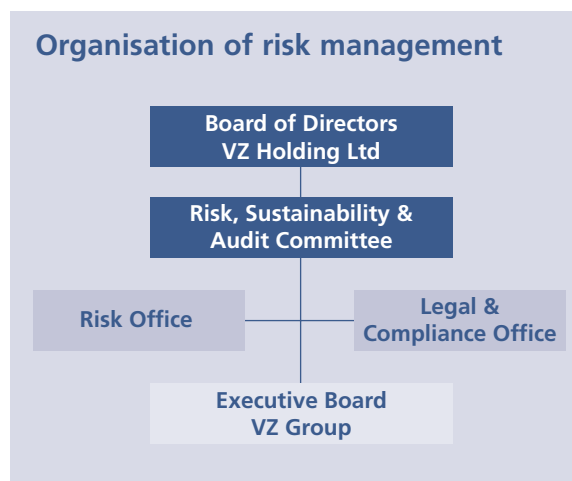 Organisation of risk management
Board of Directors
VZ Holding Ltd
Risk, Sustainability &
Audit Committee
Risk Office
Legal &
Compliance Office
Executive Board
VZ Group